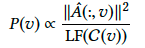 P(v) ∝ ‖Â(:, v)‖² / LF(C(v))